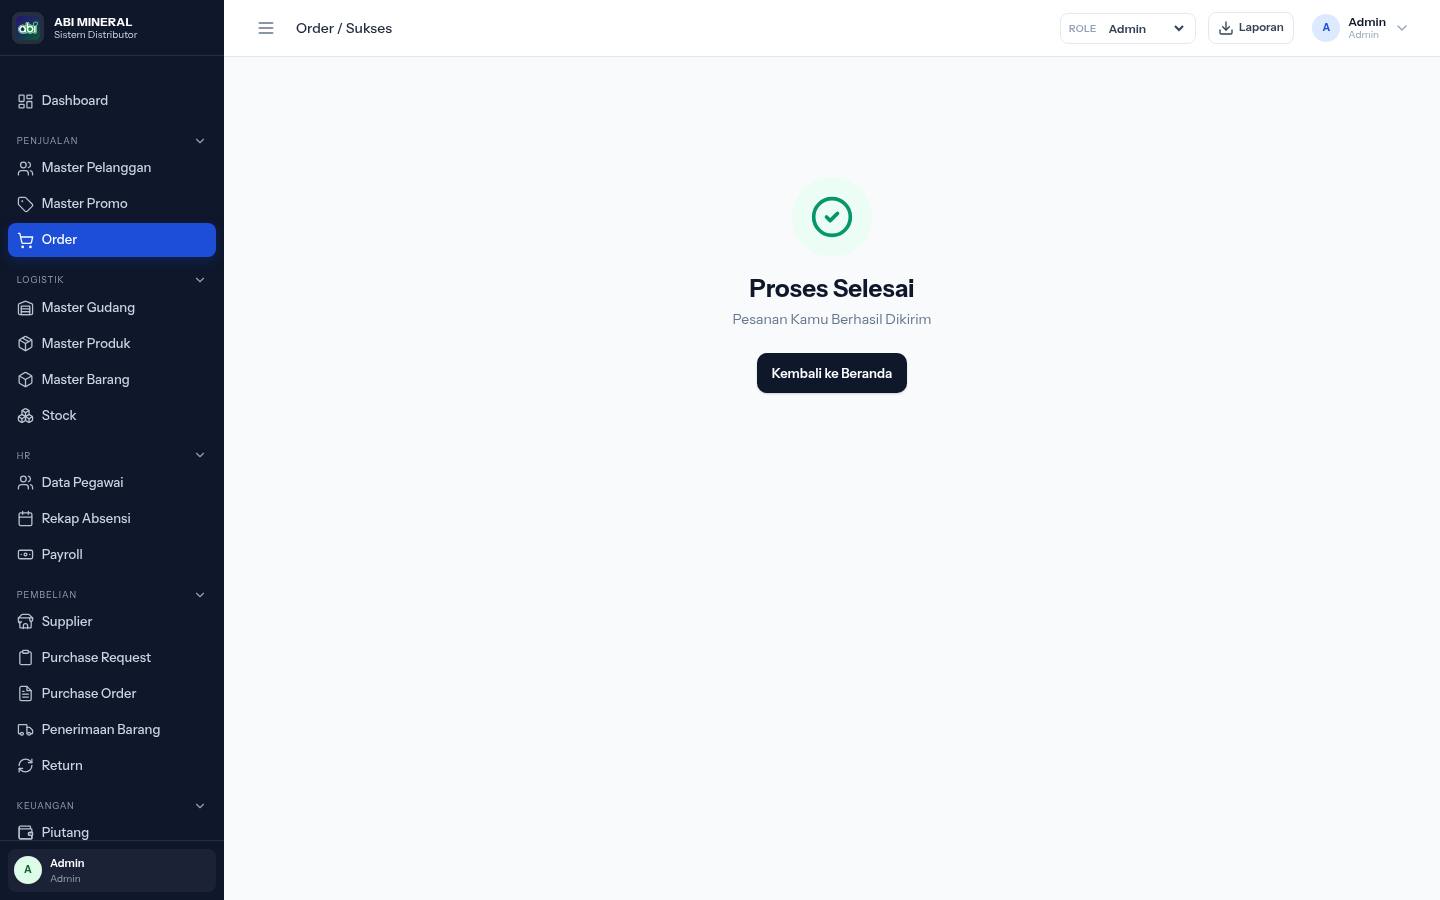 abi
ABI MINERAL
Sistem Distributor
Order / Sukses
ROLE Admin
Laporan
A
Admin
Admin
Dashboard
PENJUALAN
Master Pelanggan
Master Promo
Order
LOGISTIK
Master Gudang
Master Produk
Master Barang
Stock
HR
Data Pegawai
Rekap Absensi
Payroll
PEMBELIAN
Supplier
Purchase Request
Purchase Order
Penerimaan Barang
Return
KEUANGAN
Piutang
A
Admin
Admin
Proses Selesai
Pesanan Kamu Berhasil Dikirim
Kembali ke Beranda